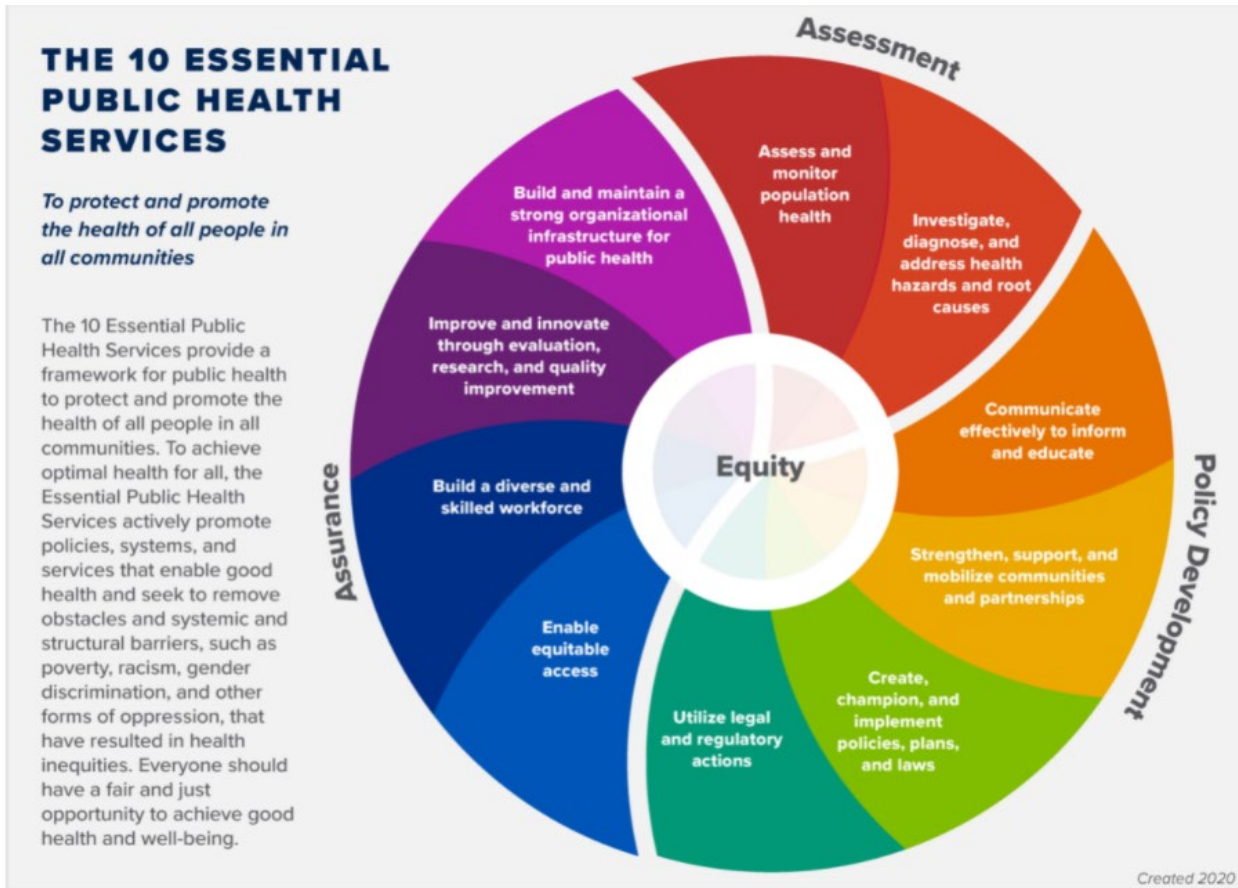 THE 10 ESSENTIAL
PUBLIC HEALTH
SERVICES
To protect and promote
the health of all people in
all communities
The 10 Essential Public
Health Services provide a
framework for public health
to protect and promote the
health of all people in all
communities. To achieve
optimal health for all, the
Essential Public Health
Services actively promote
policies, systems, and
services that enable good
health and seek to remove
obstacles and systemic and
structural barriers, such as
poverty, racism, gender
discrimination, and other
forms of oppression, that
have resulted in health
inequities. Everyone should
have a fair and just
opportunity to achieve good
health and well-being.
Assessment
Assess and
monitor
population
health
Investigate,
diagnose, and
address health
hazards and root
causes
Policy Development
Communicate
effectively to inform
and educate
Strengthen, support, and
mobilize communities
and partnerships
Create,
champion, and
implement
policies, plans,
and laws
Utilize legal
and regulatory
actions
Assurance
Enable
equitable
access
Build a diverse and
skilled workforce
Improve and innovate
through evaluation,
research, and quality
improvement
Build and maintain a
strong organizational
infrastructure for
public health
Equity
Created 2020